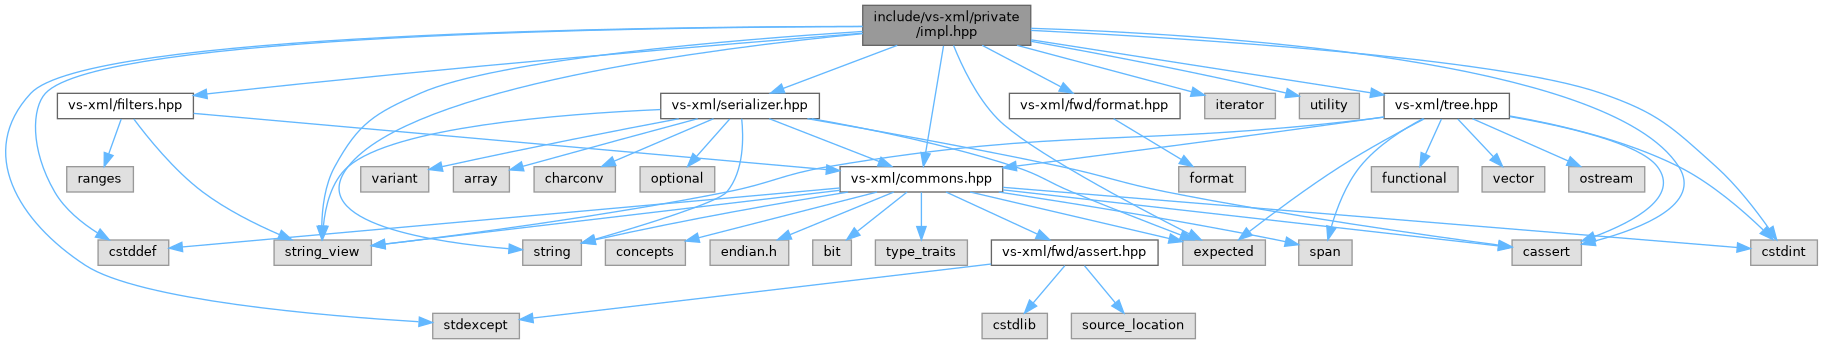 include/vs-xml/private
/impl.hpp
vs-xml/filters.hpp
vs-xml/serializer.hpp
vs-xml/fwd/format.hpp
iterator
utility
vs-xml/tree.hpp
ranges
variant
array
charconv
optional
vs-xml/commons.hpp
format
functional
vector
ostream
cstddef
string_view
string
concepts
endian.h
bit
type_traits
vs-xml/fwd/assert.hpp
expected
span
cassert
cstdint
stdexcept
cstdlib
source_location